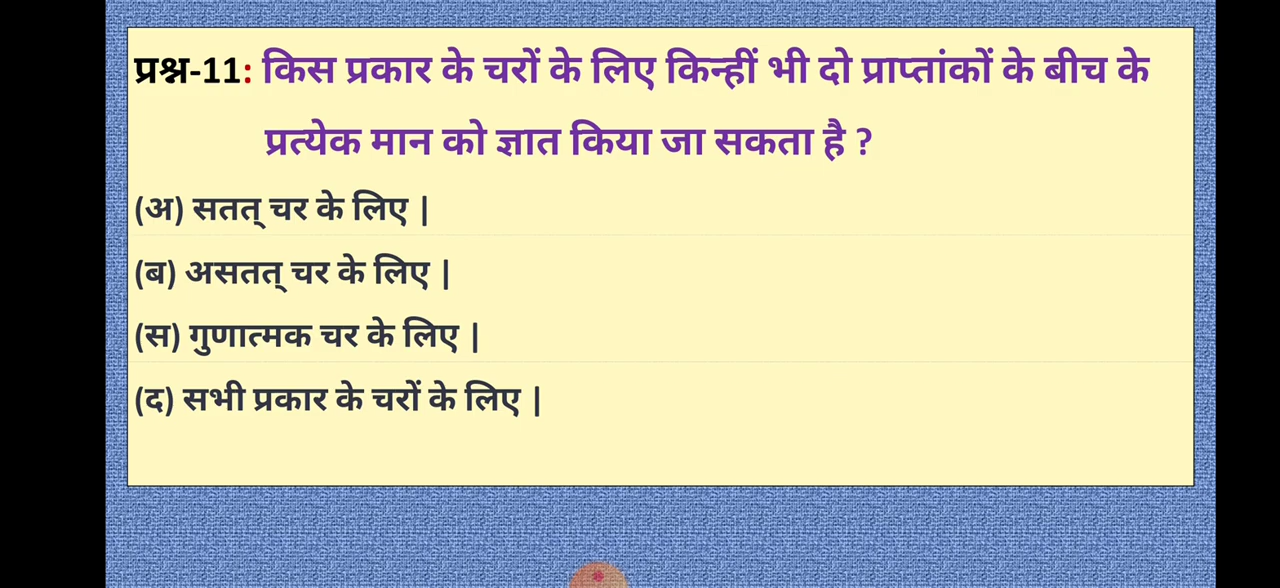 प्रश्न-11: किस प्रकार के चरों के लिए किन्हीं भी दो प्राप्तांकों के बीच के
प्रत्येक मान को ज्ञात किया जा सकता है ?
(अ) सतत् चर के लिए |
(ब) असतत् चर के लिए |
(स) गुणात्मक चर के लिए |
(द) सभी प्रकार के चरों के लिए |